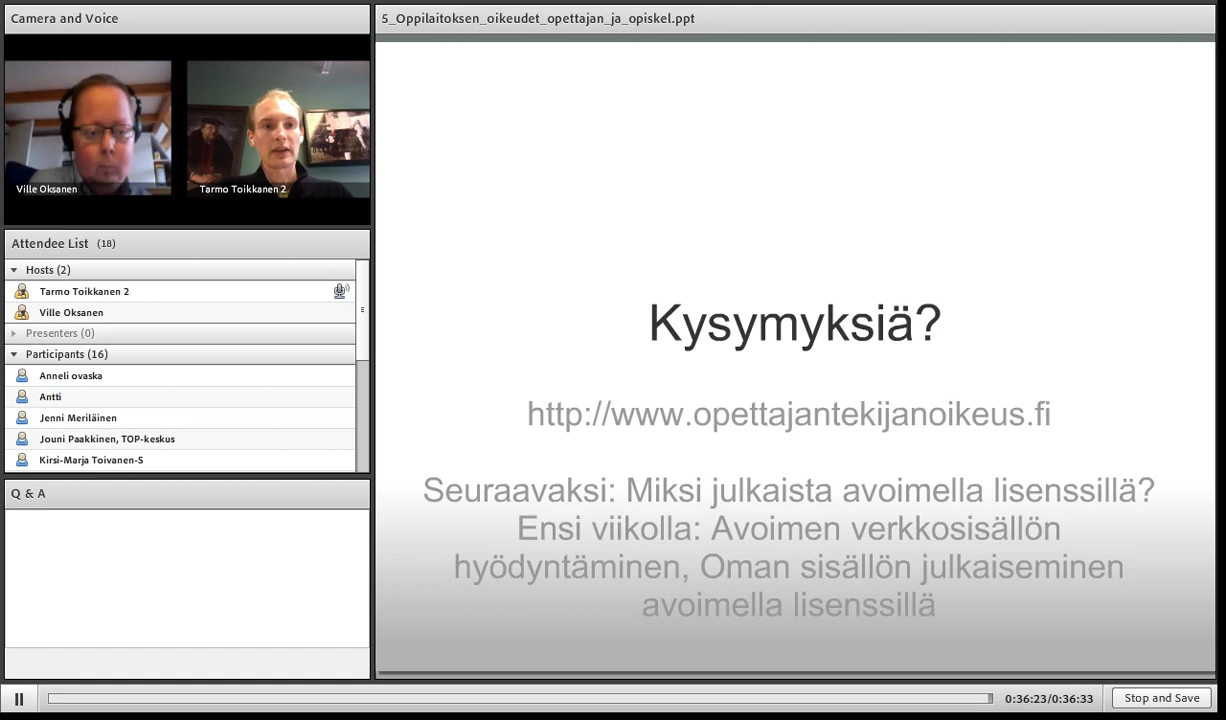 Camera and Voice
Ville Oksanen
Tarmo Toikkanen 2
Attendee List (18)
Hosts (2)
Tarmo Toikkanen 2
Ville Oksanen
Presenters (0)
Participants (16)
Anneli ovaska
Antti
Jenni Meriläinen
Jouni Paakkinen, TOP-keskus
Kirsi-Marja Toivanen-S
Q & A
5_Oppilaitoksen_oikeudet_opettajan_ja_opiskel.ppt
Kysymyksiä?
http://www.opettajantekijanoikeus.fi
Seuraavaksi: Miksi julkaista avoimella lisenssillä?
Ensi viikolla: Avoimen verkkosisällön
hyödyntäminen, Oman sisällön julkaiseminen
avoimella lisenssillä
0:36:23/0:36:33
Stop and Save